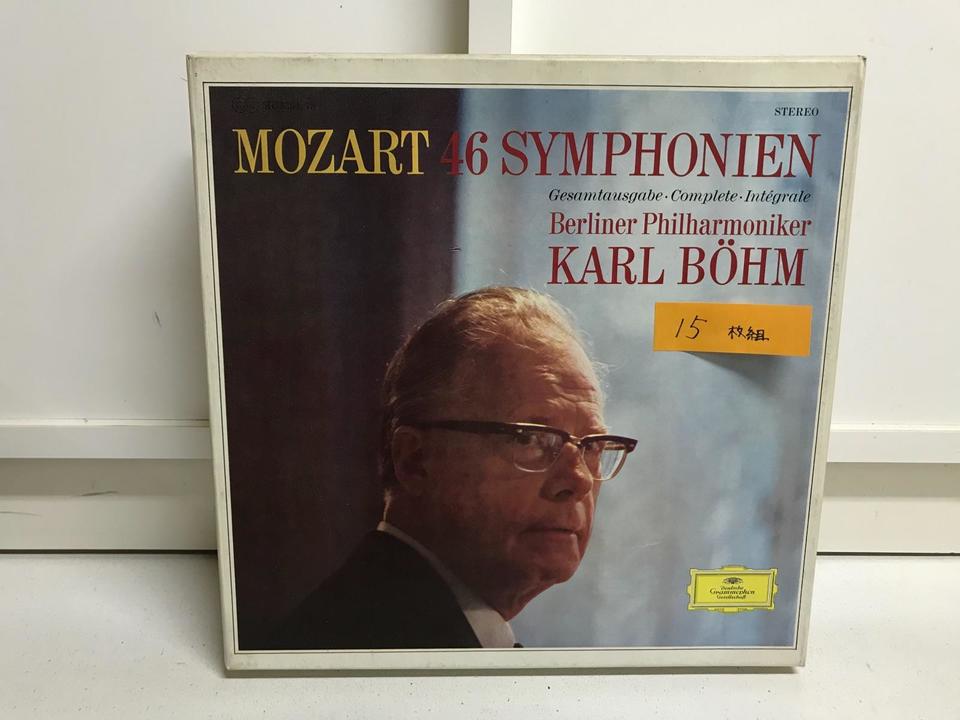 STEREO
MOZART 46 SYMPHONIEN
Gesamtausgabe · Complete · Intégrale
Berliner Philharmoniker
KARL BÖHM
15 枚組
Deutsche
Grammophon
Gesellschaft